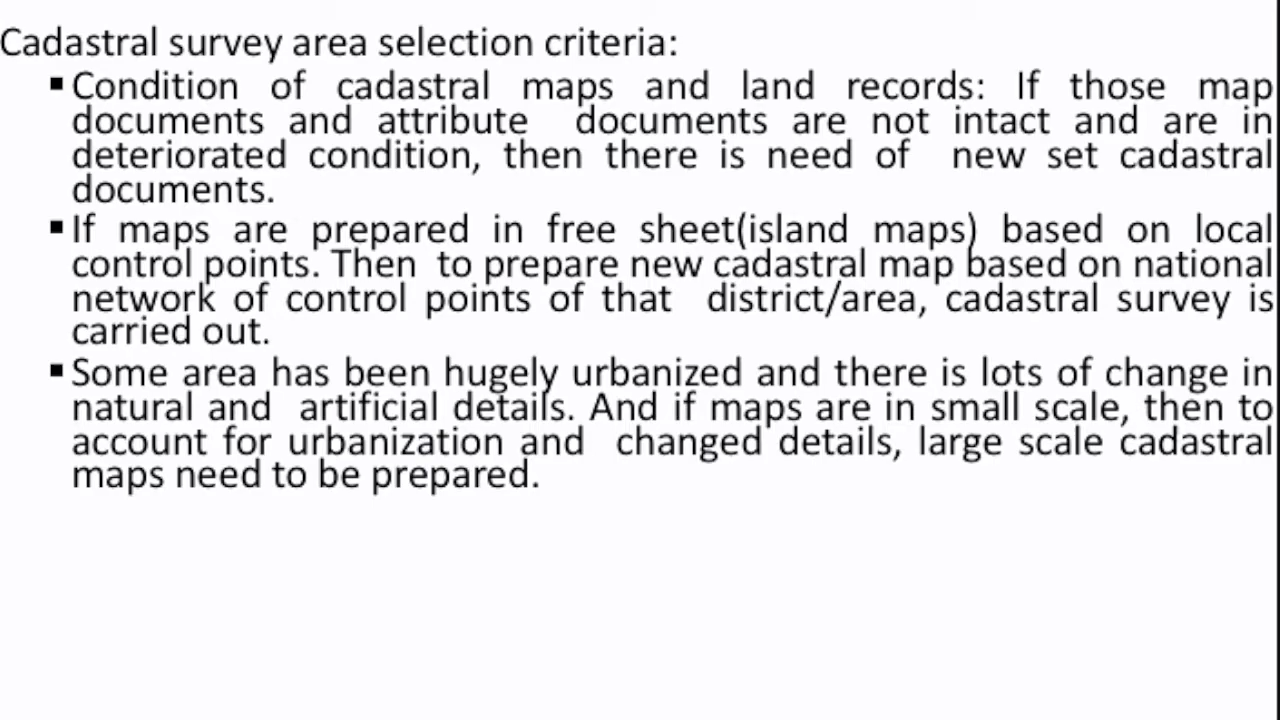 Cadastral survey area selection criteria:
▪Condition of cadastral maps and land records: If those map
documents and attribute documents are not intact and are in
deteriorated condition, then there is need of new set cadastral
documents.
▪If maps are prepared in free sheet(island maps) based on local
control points. Then to prepare new cadastral map based on national
network of control points of that district/area, cadastral survey is
carried out.
▪Some area has been hugely urbanized and there is lots of change in
natural and artificial details. And if maps are in small scale, then to
account for urbanization and changed details, large scale cadastral
maps need to be prepared.